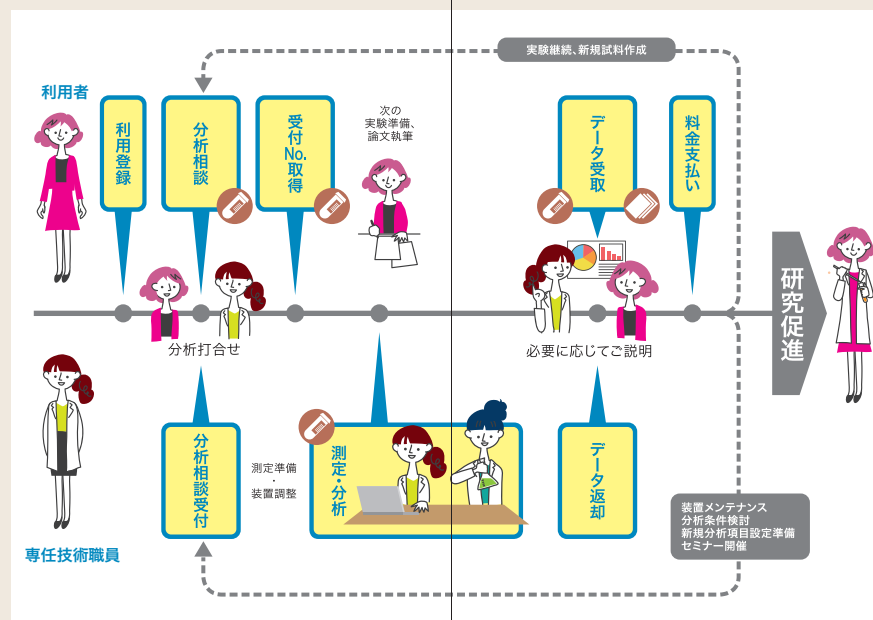 実験継続、新規試料作成
利用者
利用登録
分析相談
受付No.取得
次の
実験準備、
論文執筆
データ受取
料金支払い
研究促進
分析打合せ
必要に応じてご説明
専任技術職員
分析相談受付
測定準備
・
装置調整
測定・分析
データ返却
装置メンテナンス
分析条件検討
新規分析項目設定準備
セミナー開催